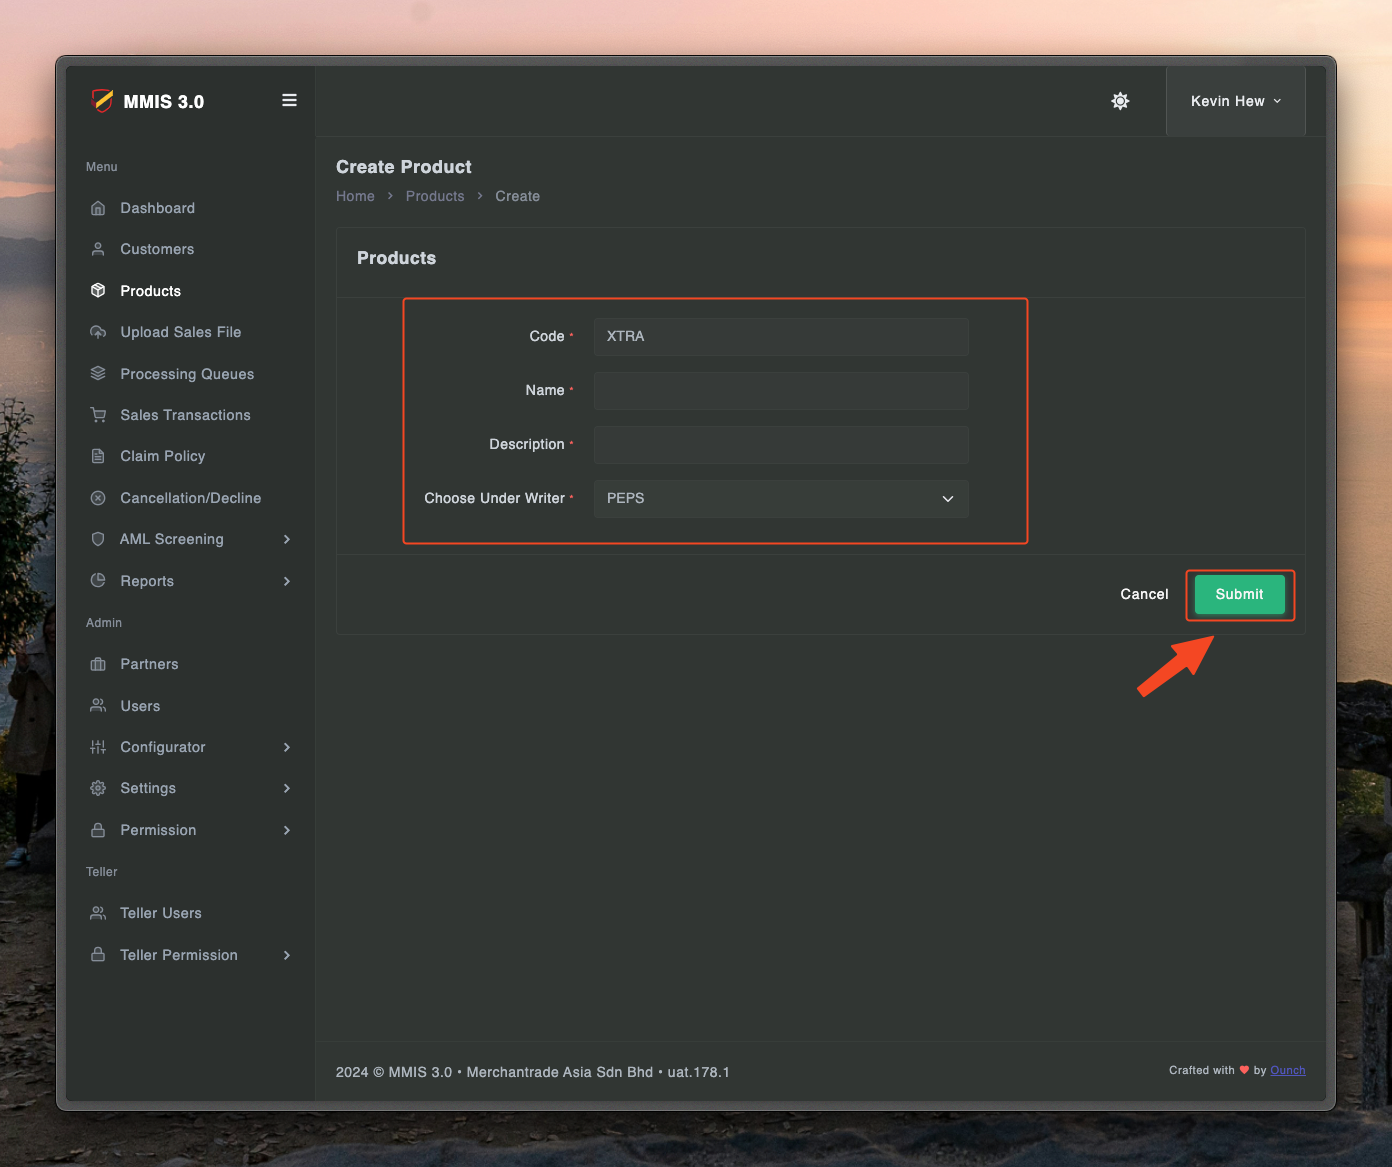 MMIS 3.0
Kevin Hew
Menu
Dashboard
Customers
Products
Upload Sales File
Processing Queues
Sales Transactions
Claim Policy
Cancellation/Decline
AML Screening
Reports
Admin
Partners
Users
Configurator
Settings
Permission
Teller
Teller Users
Teller Permission
Create Product
Home > Products > Create
Products
Code * XTRA
Name *
Description *
Choose Under Writer * PEPS
Cancel Submit
2024 © MMIS 3.0 • Merchantrade Asia Sdn Bhd • uat.178.1
Crafted with ♥ by Ounch